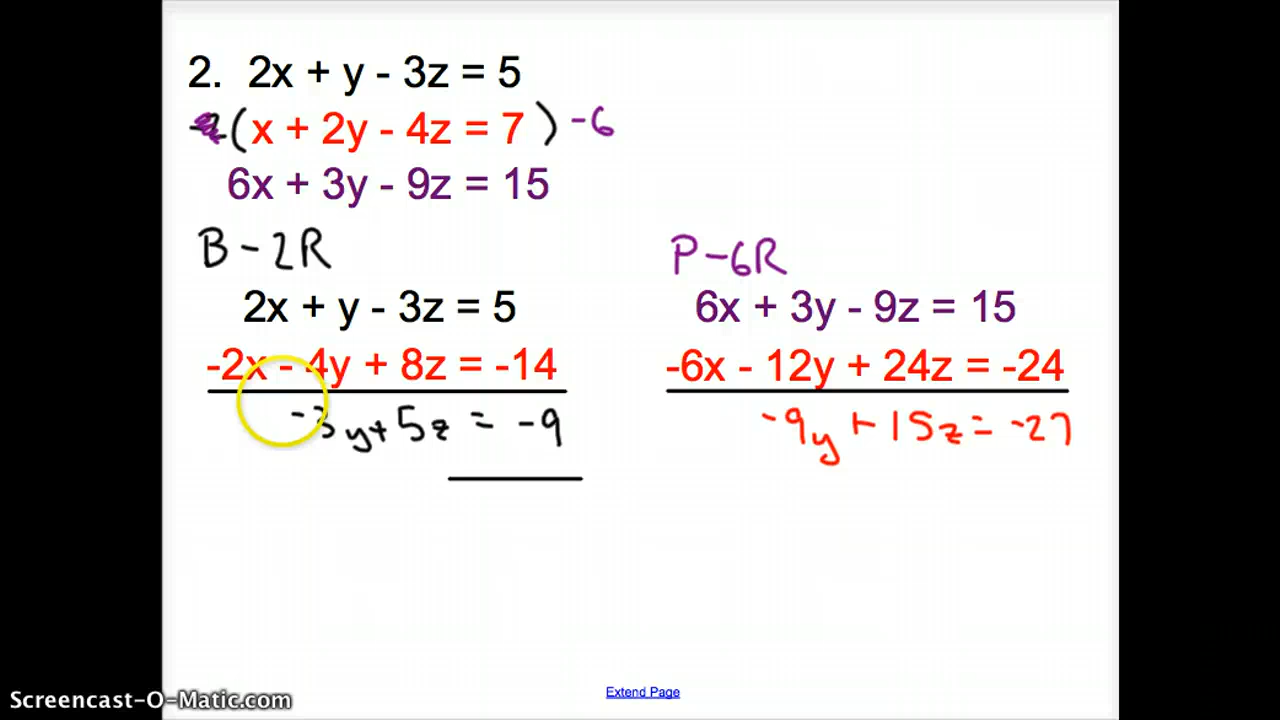 2. 2x + y - 3z = 5
(x + 2y - 4z = 7) -6
6x + 3y - 9z = 15
B - 2R
2x + y - 3z = 5
-2x - 4y + 8z = -14
-3y + 5z = -9
P - 6R
6x + 3y - 9z = 15
-6x - 12y + 24z = -24
-9y + 15z = -27
Extend Page
Screencast-O-Matic.com